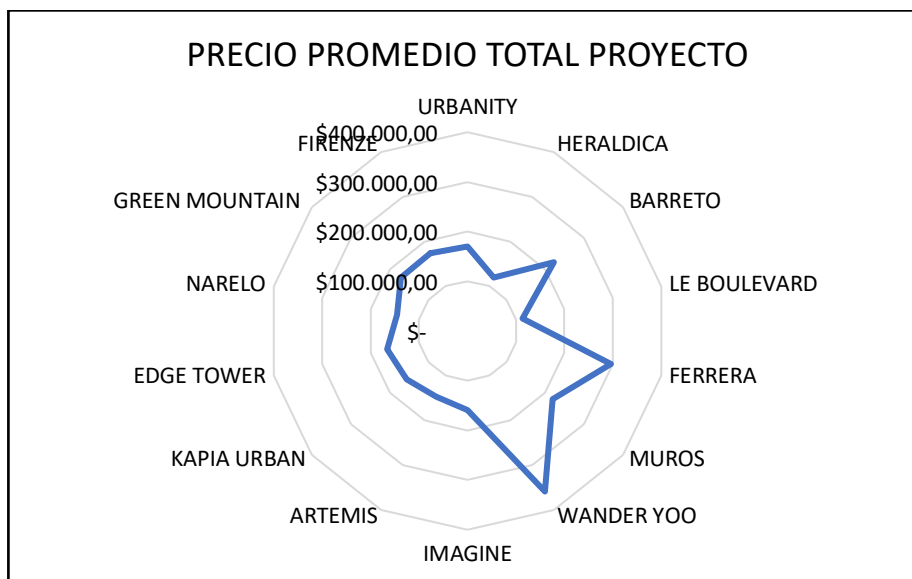 PRECIO PROMEDIO TOTAL PROYECTO
URBANITY
$400.000,00
FIRENZE
HERALDICA
$300.000,00
GREEN MOUNTAIN
BARRETO
$200.000,00
NARELO
LE BOULEVARD
$100.000,00
$-
EDGE TOWER
FERRERA
KAPIA URBAN
MUROS
ARTEMIS
WANDER YOO
IMAGINE